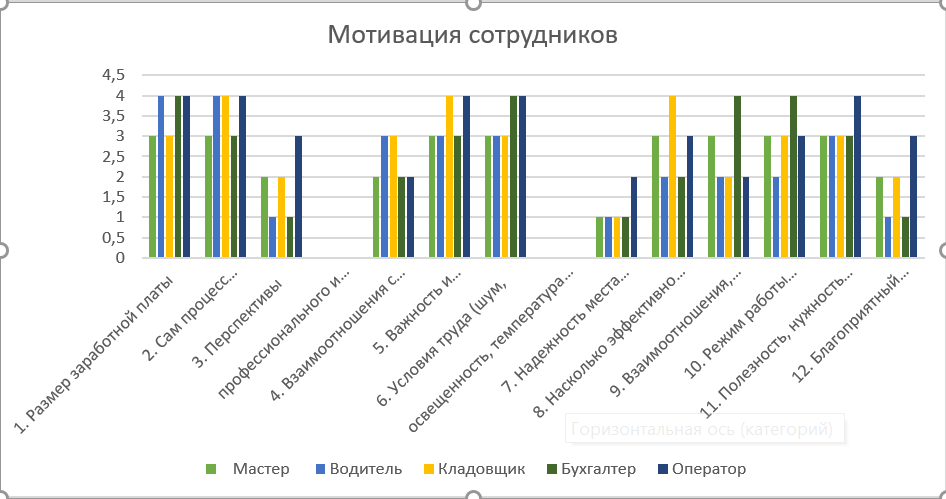 Мотивация сотрудников
4,5
4
3,5
3
2,5
2
1,5
1
0,5
0
1. Размер заработной платы
2. Сам процесс...
3. Перспективы
профессионального и...
4. Взаимоотношения с...
5. Важность и...
6. Условия труда (шум,
освещенность, температура...
7. Надежность места...
8. Насколько эффективно...
9. Взаимоотношения,...
10. Режим работы...
11. Полезность, нужность...
12. Благоприятный...
Горизонтальная ось (категорий)
Мастер Водитель Кладовщик Бухгалтер Оператор